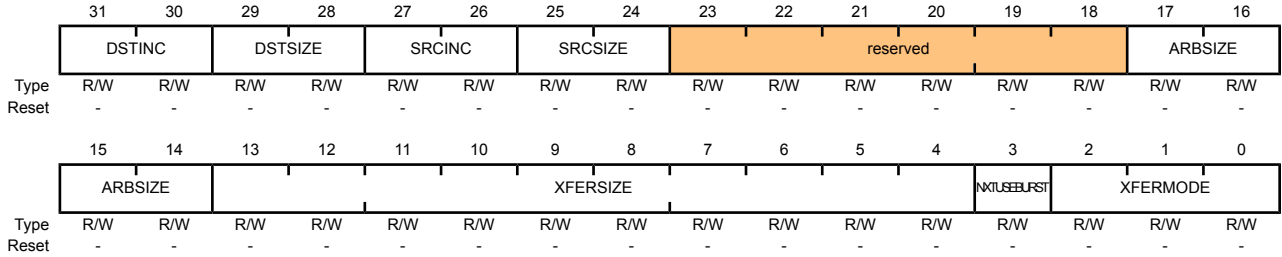 31 30 29 28 27 26 25 24 23 22 21 20 19 18 17 16
DSTINC DSTSIZE SRCINC SRCSIZE reserved ARBSIZE
Type R/W R/W R/W R/W R/W R/W R/W R/W R/W R/W R/W R/W R/W R/W R/W R/W
Reset - - - - - - - - - - - - - - - -
15 14 13 12 11 10 9 8 7 6 5 4 3 2 1 0
ARBSIZE XFERSIZE NXTUSEBURST XFERMODE
Type R/W R/W R/W R/W R/W R/W R/W R/W R/W R/W R/W R/W R/W R/W R/W R/W
Reset - - - - - - - - - - - - - - - -